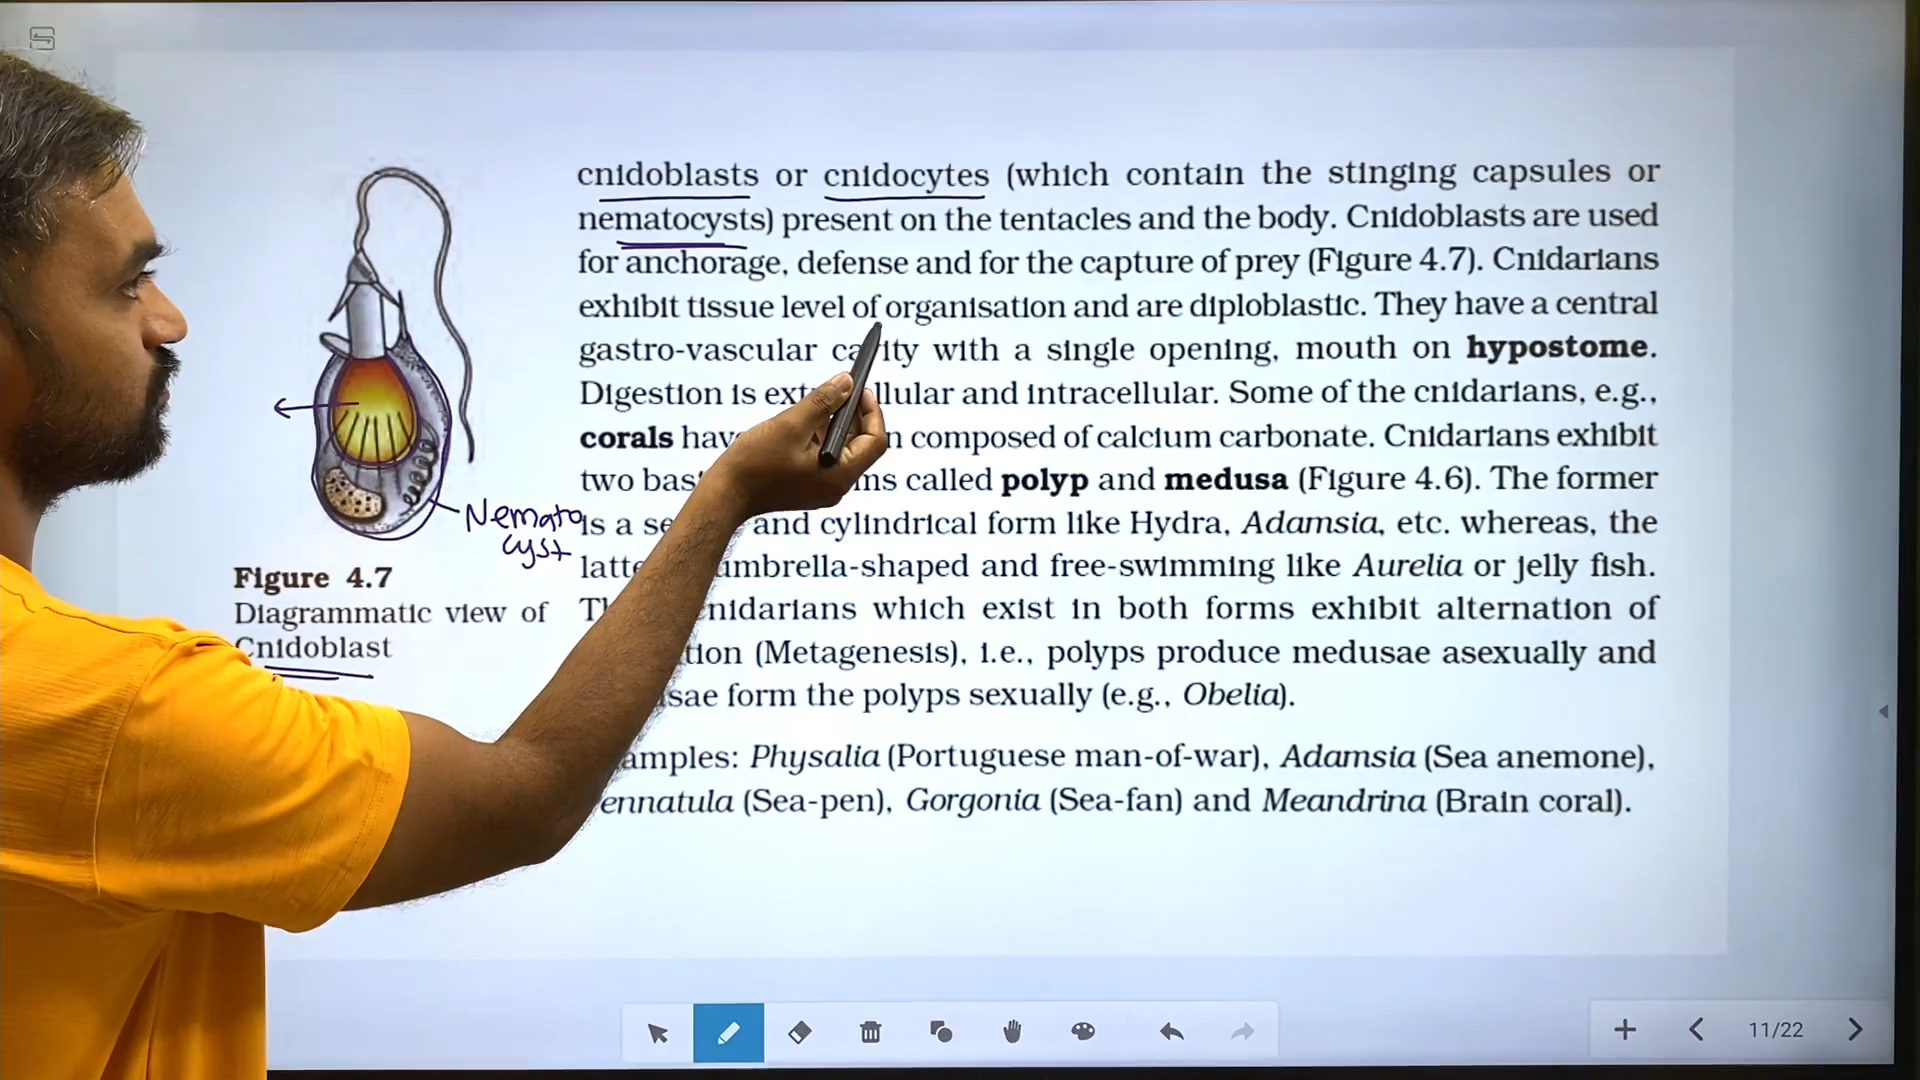 cnidoblasts or cnidocytes (which contain the stinging capsules or
nematocysts) present on the tentacles and the body. Cnidoblasts are used
for anchorage, defense and for the capture of prey (Figure 4.7). Cnidarians
exhibit tissue level of organisation and are diploblastic. They have a central
gastro-vascular ca ity with a single opening, mouth on hypostome.
Digestion is ext llular and intracellular. Some of the cnidarians, e.g.,
corals hav n composed of calcium carbonate. Cnidarians exhibit
two bas ms called polyp and medusa (Figure 4.6). The former
is a se and cylindrical form like Hydra, Adamsia, etc. whereas, the
latte umbrella-shaped and free-swimming like Aurelia or jelly fish.
Th nidarians which exist in both forms exhibit alternation of
tion (Metagenesis), i.e., polyps produce medusae asexually and
sae form the polyps sexually (e.g., Obelia).
amples: Physalia (Portuguese man-of-war), Adamsia (Sea anemone),
ennatula (Sea-pen), Gorgonia (Sea-fan) and Meandrina (Brain coral).
Nemato
cyst
Figure 4.7
Diagrammatic view of
Cnidoblast
11/22